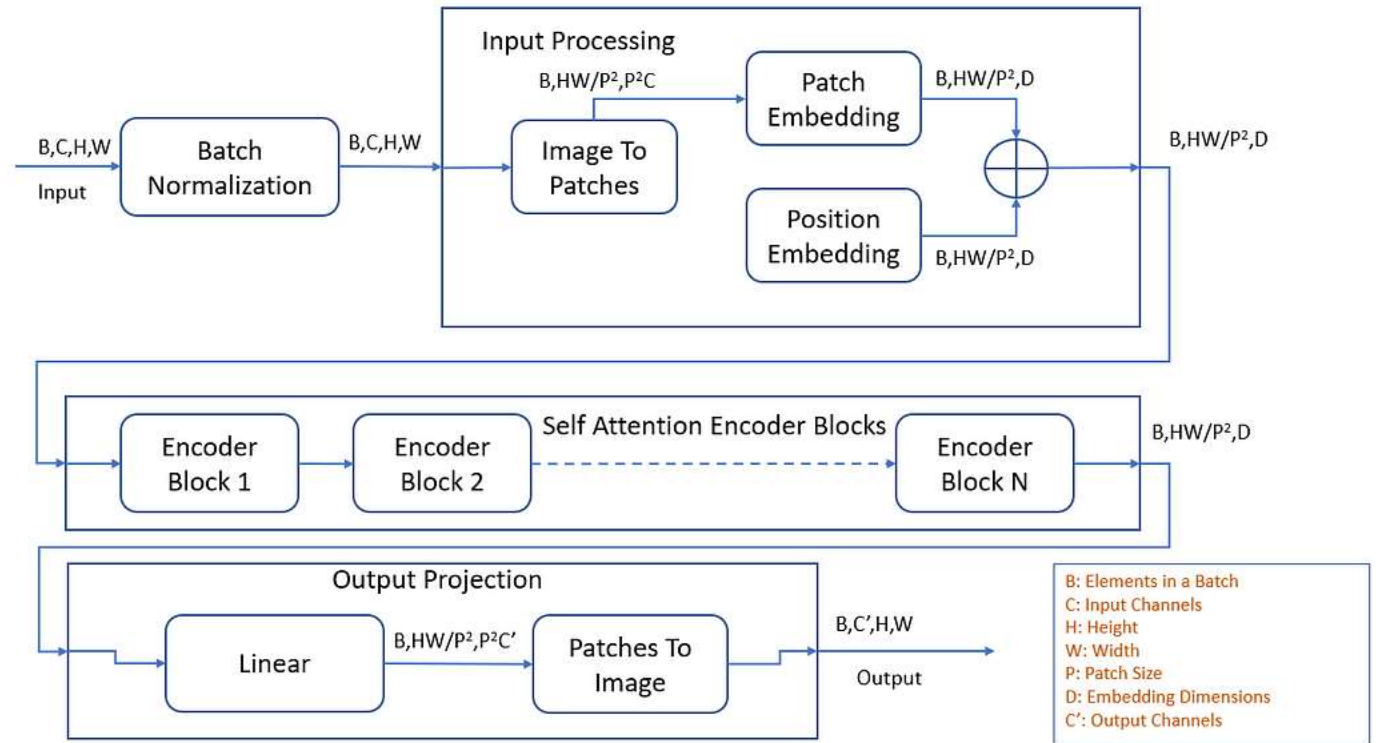 B,C,H,W
Input
Batch
Normalization
B,C,H,W
Input Processing
B,HW/P²,P²C
Image To
Patches
Patch
Embedding
B,HW/P²,D
Position
Embedding
B,HW/P²,D
B,HW/P²,D
Self Attention Encoder Blocks
Encoder
Block 1
Encoder
Block 2
Encoder
Block N
B,HW/P²,D
Output Projection
Linear
B,HW/P²,P²C’
Patches To
Image
B,C’,H,W
Output
B: Elements in a Batch
C: Input Channels
H: Height
W: Width
P: Patch Size
D: Embedding Dimensions
C’: Output Channels